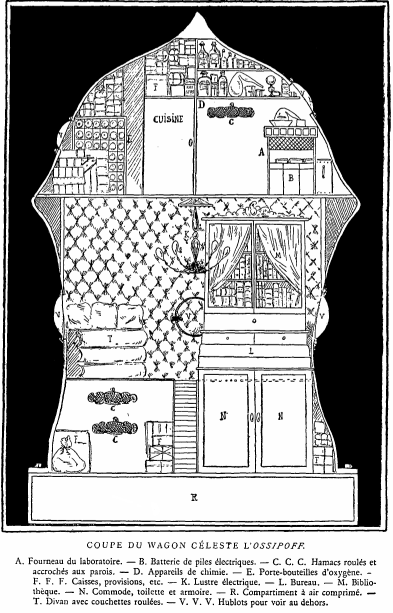 F
D
CUISINE
C
A
B
E
K
V
V
V
T
L
C
N
N
C
F
F
R
COUPE DU WAGON CÉLESTE L'OSSIPOFF.
A. Fourneau du laboratoire. — B. Batterie de piles électriques. — C. C. C. Hamacs roulés et
accrochés aux parois. — D. Appareils de chimie. — E. Porte-bouteilles d'oxygène. -
F. F. F. Caisses, provisions, etc. — K. Lustre électrique. — L. Bureau. — M. Biblio-
thèque. — N. Commode, toilette et armoire. — R. Compartiment à air comprimé. —
T. Divan avec couchettes roulées. — V. V. V. Hublots pour voir au dehors.